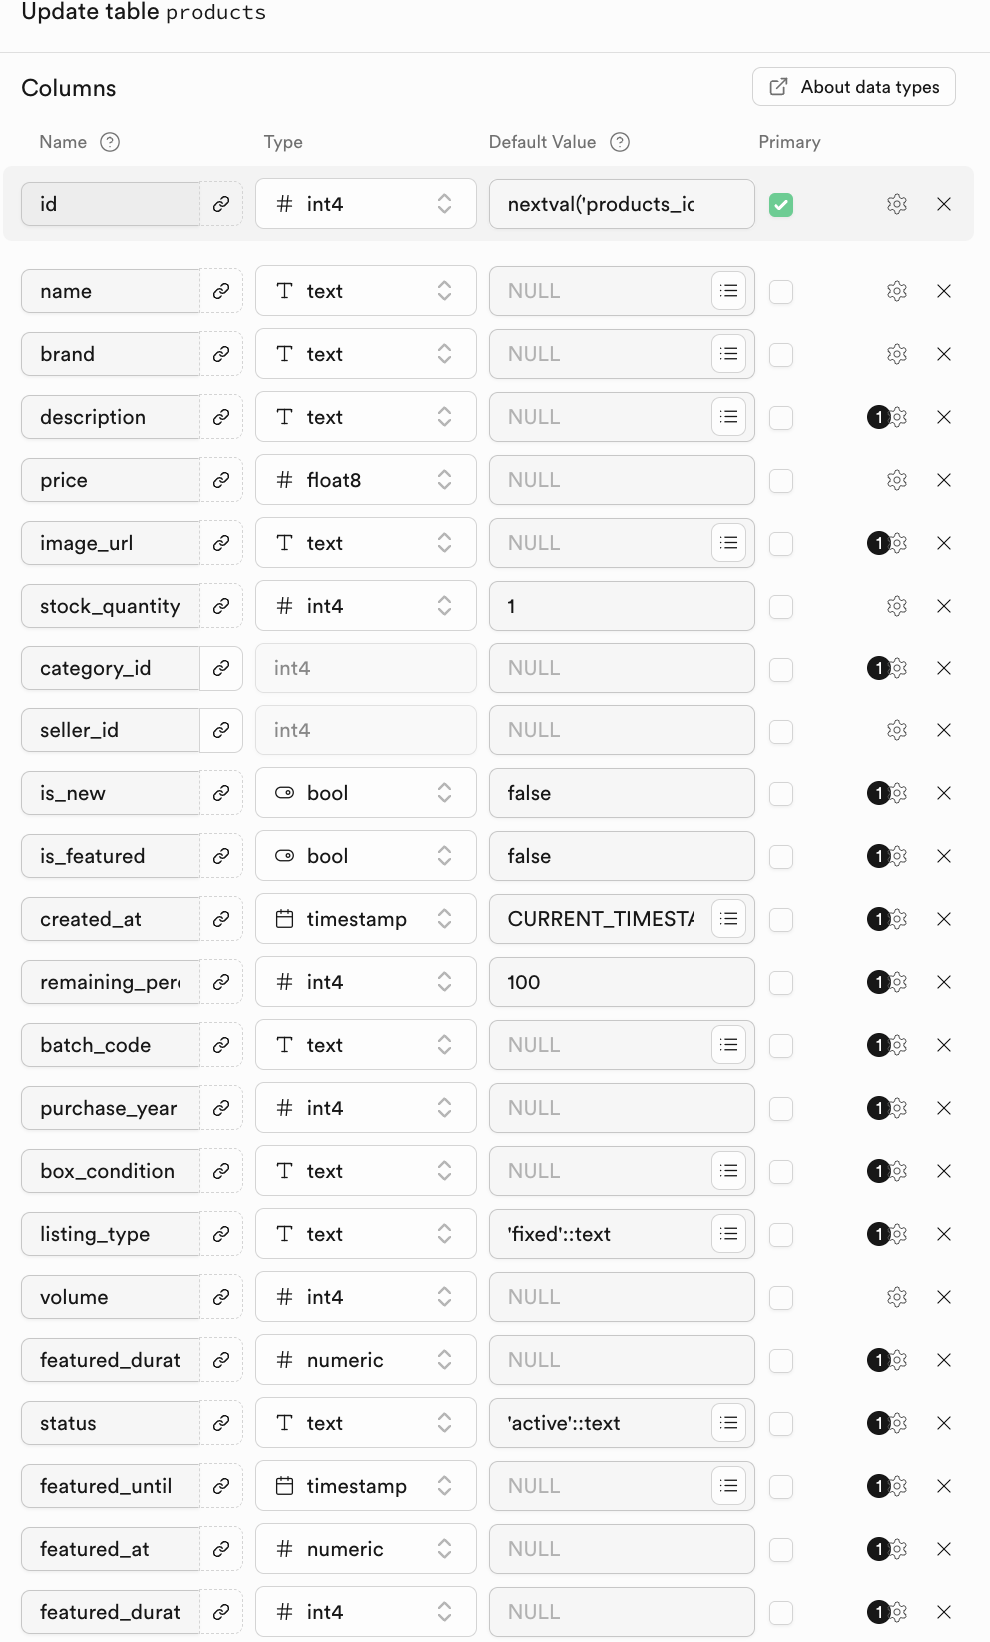 Update table products
Columns
About data types
Name Type Default Value Primary
id int4 nextval('products_ic
name text NULL
brand text NULL
description text NULL 1
price float8 NULL
image_url text NULL 1
stock_quantity int4 1
category_id int4 NULL 1
seller_id int4 NULL
is_new bool false 1
is_featured bool false 1
created_at timestamp CURRENT_TIMESTA 1
remaining_per int4 100 1
batch_code text NULL 1
purchase_year int4 NULL 1
box_condition text NULL 1
listing_type text 'fixed'::text 1
volume int4 NULL
featured_durat numeric NULL 1
status text 'active'::text 1
featured_until timestamp NULL 1
featured_at numeric NULL 1
featured_durat int4 NULL 1